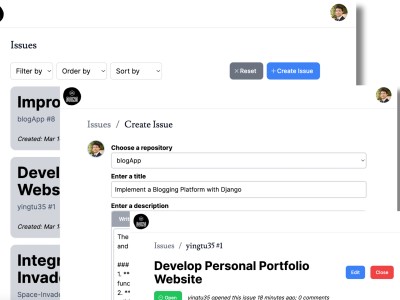 Issues
Filter by
Order by
Sort by
× Reset
+ Create Issue
Impro
blogApp #8
Created: Mar 1
Issues / Create Issue
Choose a repository
blogApp
Enter a title
Implement a Blogging Platform with Django
Enter a description
Devel
Webs
yingtu35 #1
Created: Mar 1
Wri
The
and
###
1. **
func
2. **
Integr
Invade
Space-Invad
Issues / yingtu35 #1
Develop Personal Portfolio
Website
Edit
Close
Open
yingtu35 opened this issue 18 minutes ago; 0 comments